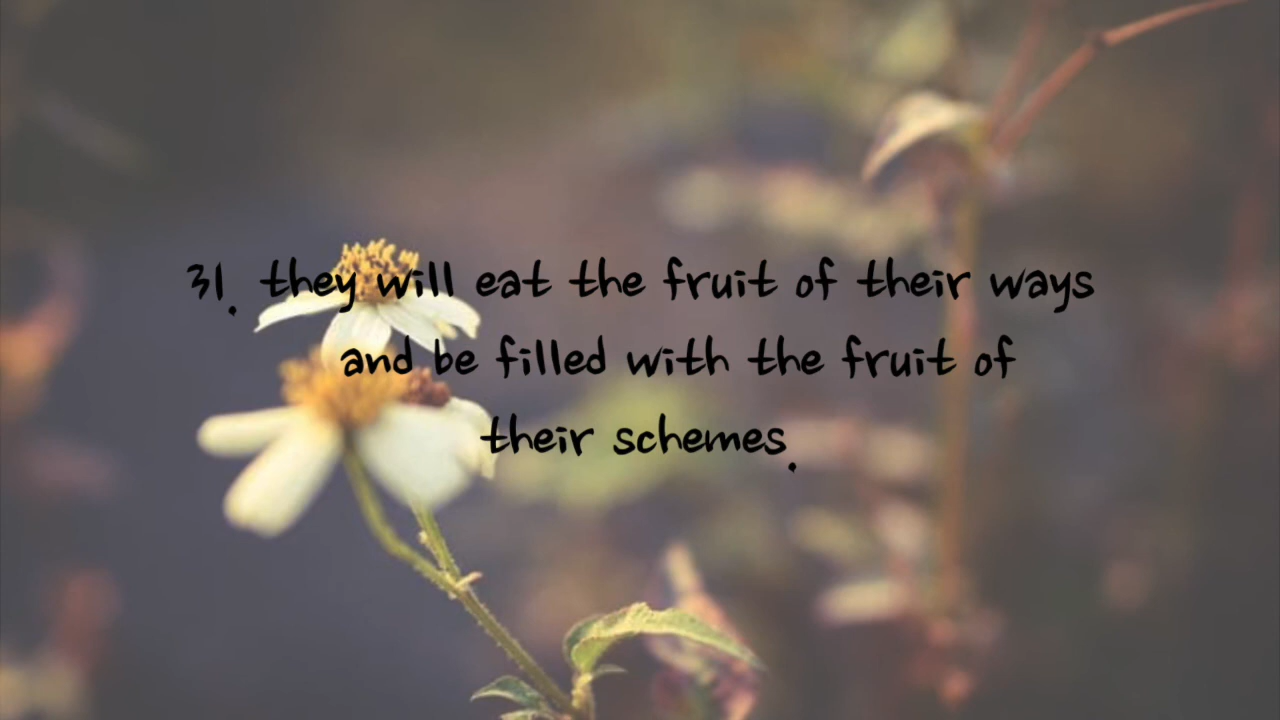 31. they will eat the fruit of their ways
and be filled with the fruit of
their schemes.